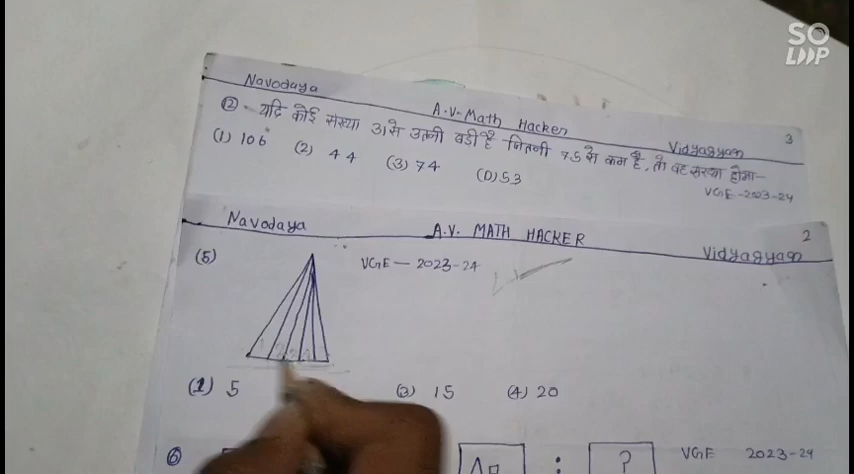 SO
LOOP
Navodaya A.V. Math Hacker Vidyagyan 3
(12) यदि कोई संख्या 31 से उतनी बड़ी है जितनी 75 से कम है, तो वह संख्या होगा-
(1) 106 (2) 44 (3) 74 (D) 53
VGE-2023-24
Navodaya A.V. MATH HACKER Vidyagyan 2
(5) VGE - 2023-24
(1) 5 (3) 15 (4) 20
(6) : ? VGE 2023-24